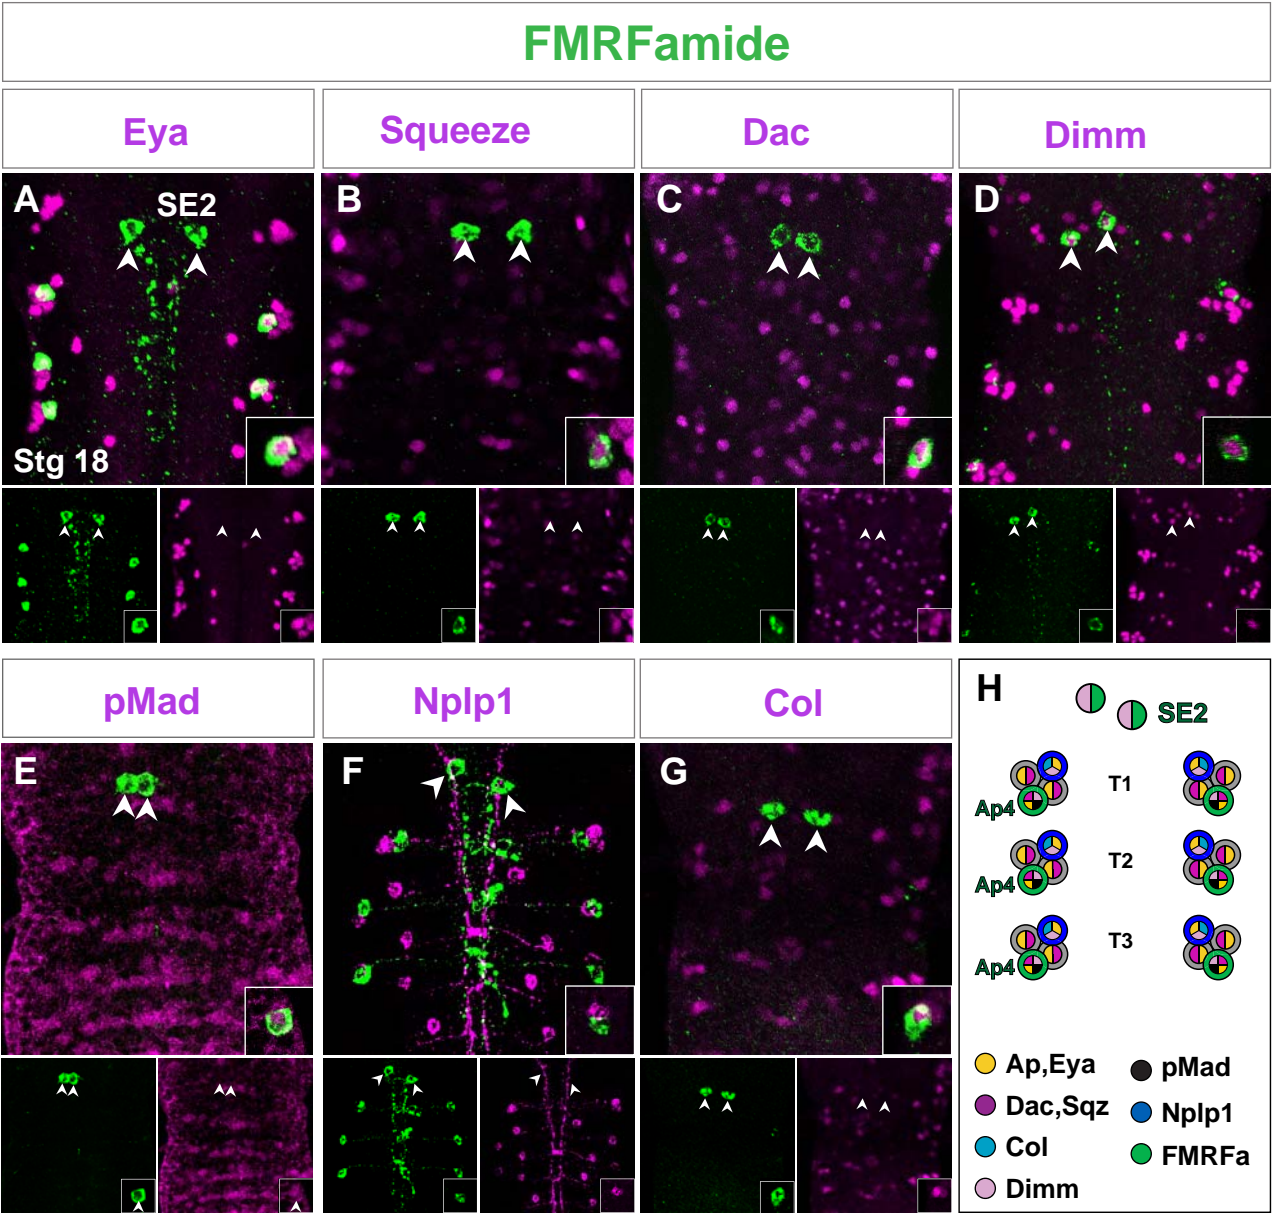 FMRFamide
Eya
Squeeze
Dac
Dimm
A
SE2
B
C
D
Stg 18
pMad
Nplp1
Col
E
F
G
H
SE2
T1
Ap4
T2
Ap4
T3
Ap4
Ap,Eya
Dac,Sqz
Col
Dimm
pMad
Nplp1
FMRFa